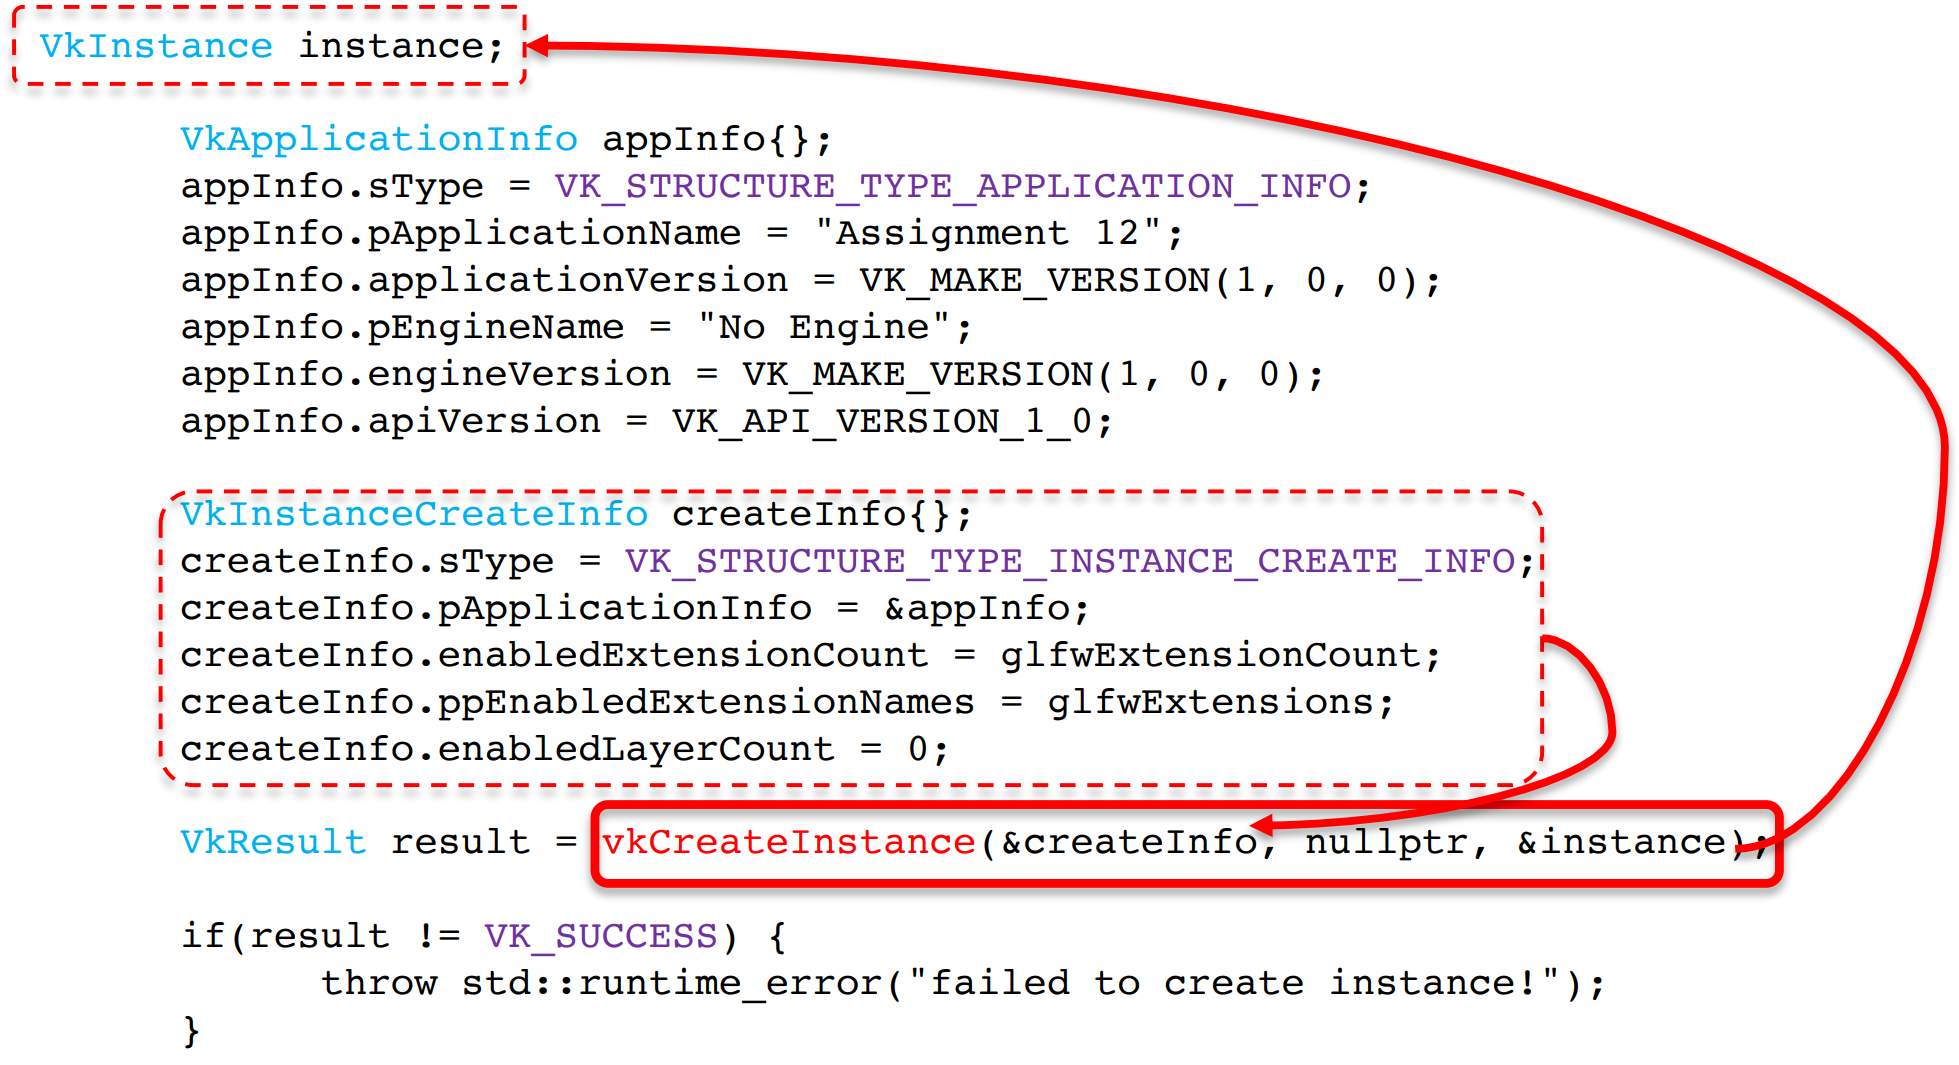 VkInstance instance;
VkApplicationInfo appInfo{};
appInfo.sType = VK_STRUCTURE_TYPE_APPLICATION_INFO;
appInfo.pApplicationName = "Assignment 12";
appInfo.applicationVersion = VK_MAKE_VERSION(1, 0, 0);
appInfo.pEngineName = "No Engine";
appInfo.engineVersion = VK_MAKE_VERSION(1, 0, 0);
appInfo.apiVersion = VK_API_VERSION_1_0;
VkInstanceCreateInfo createInfo{};
createInfo.sType = VK_STRUCTURE_TYPE_INSTANCE_CREATE_INFO;
createInfo.pApplicationInfo = &appInfo;
createInfo.enabledExtensionCount = glfwExtensionCount;
createInfo.ppEnabledExtensionNames = glfwExtensions;
createInfo.enabledLayerCount = 0;
VkResult result = vkCreateInstance(&createInfo, nullptr, &instance);
if(result != VK_SUCCESS) {
throw std::runtime_error("failed to create instance!");
}